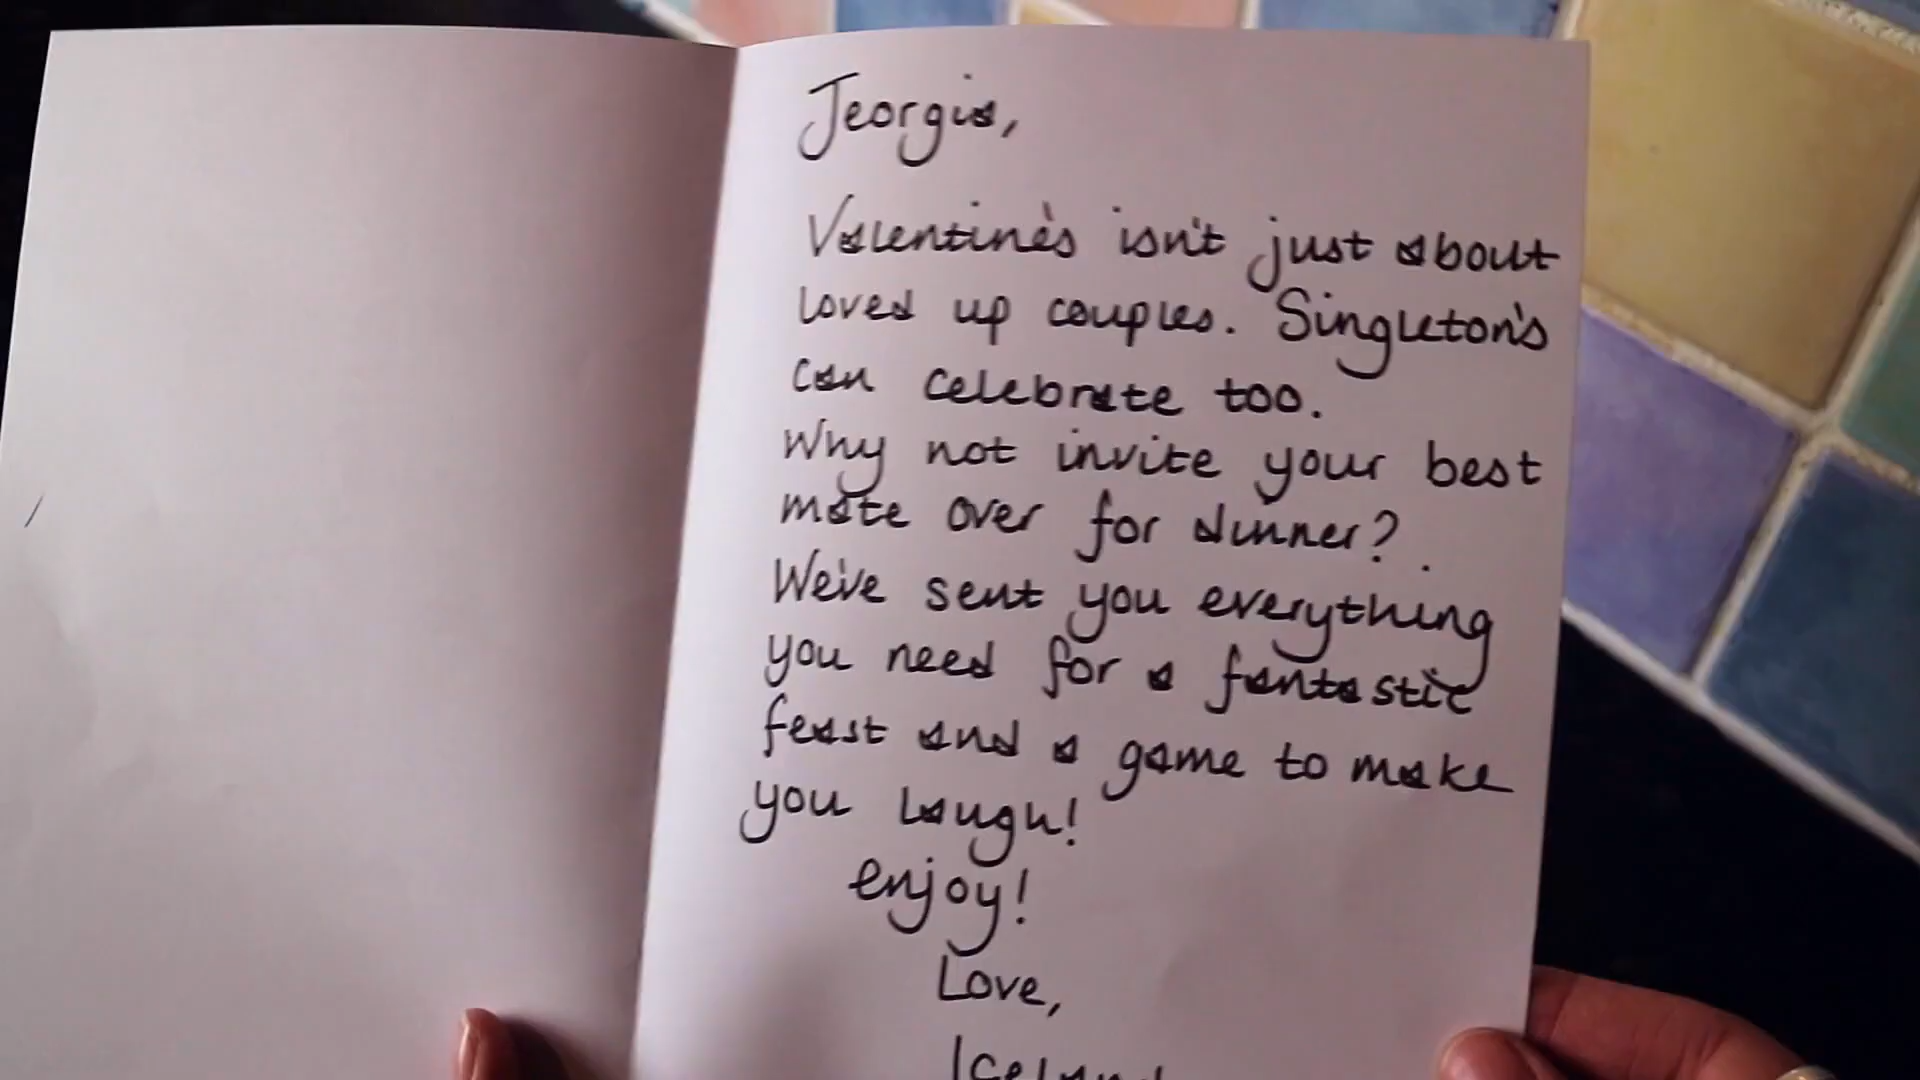 Jeorgia,
Valentine's isn't just about
loved up couples. Singleton's
can celebrate too.
Why not invite your best
mate over for dinner?
We've sent you everything
you need for a fantastic
feast and a game to make
you laugh!
enjoy!
Love,
Iceland